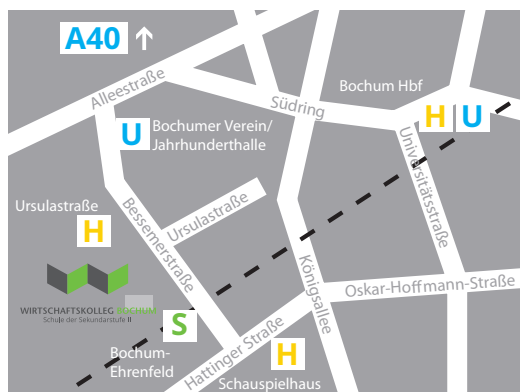 A40 ↑
Alleestraße
Südring
Bochum Hbf
H U
U Bochumer Verein/
Jahrhunderthalle
Universitätsstraße
Ursulastraße
H
Bessemerstraße
Ursulastraße
Königsallee
WIRTSCHAFTSKOLLEG
Schule der Sekundarstufe II
S
Bochum-
Ehrenfeld
Hattinger Straße
Oskar-Hoffmann-Straße
H
Schauspielhaus